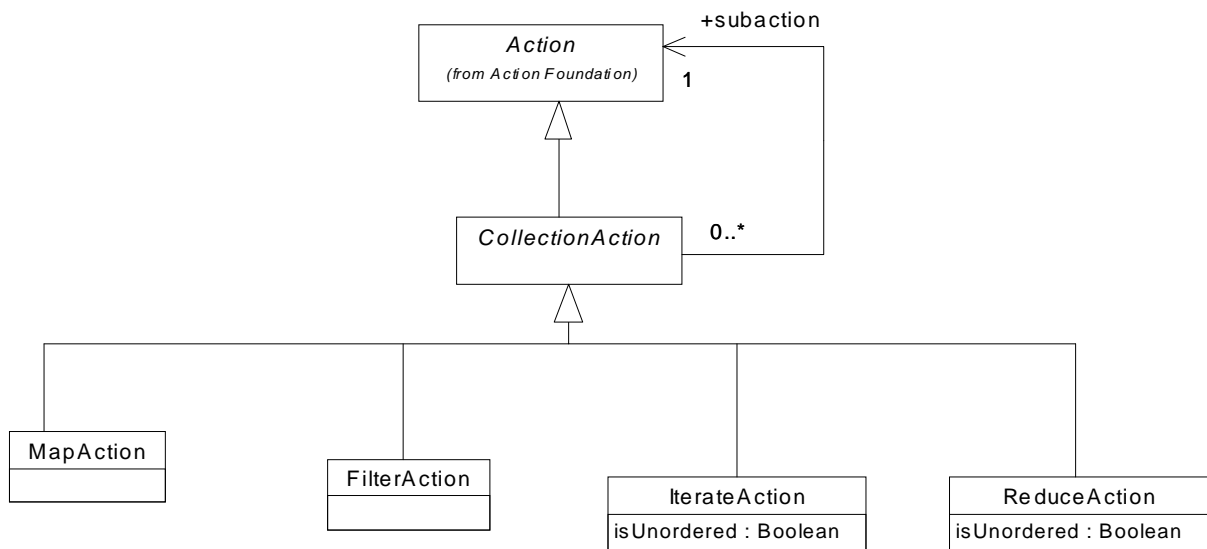 +subaction
Action
(from Action Foundation)
1
CollectionAction
0..*
MapAction
FilterAction
IterateAction
isUnordered : Boolean
ReduceAction
isUnordered : Boolean